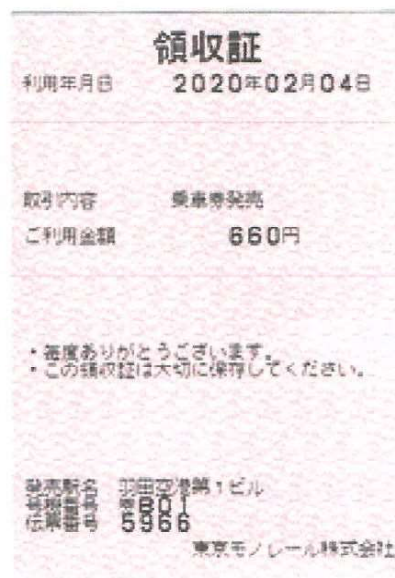 領収証
利用年月日 2020年02月04日
取引内容 乗車券発売
ご利用金額 660円
・毎度ありがとうございます。
・この領収証は大切に保存してください。
発売駅名 羽田空港第1ビル
号機番号 B01
伝票番号 5966
東京モノレール株式会社